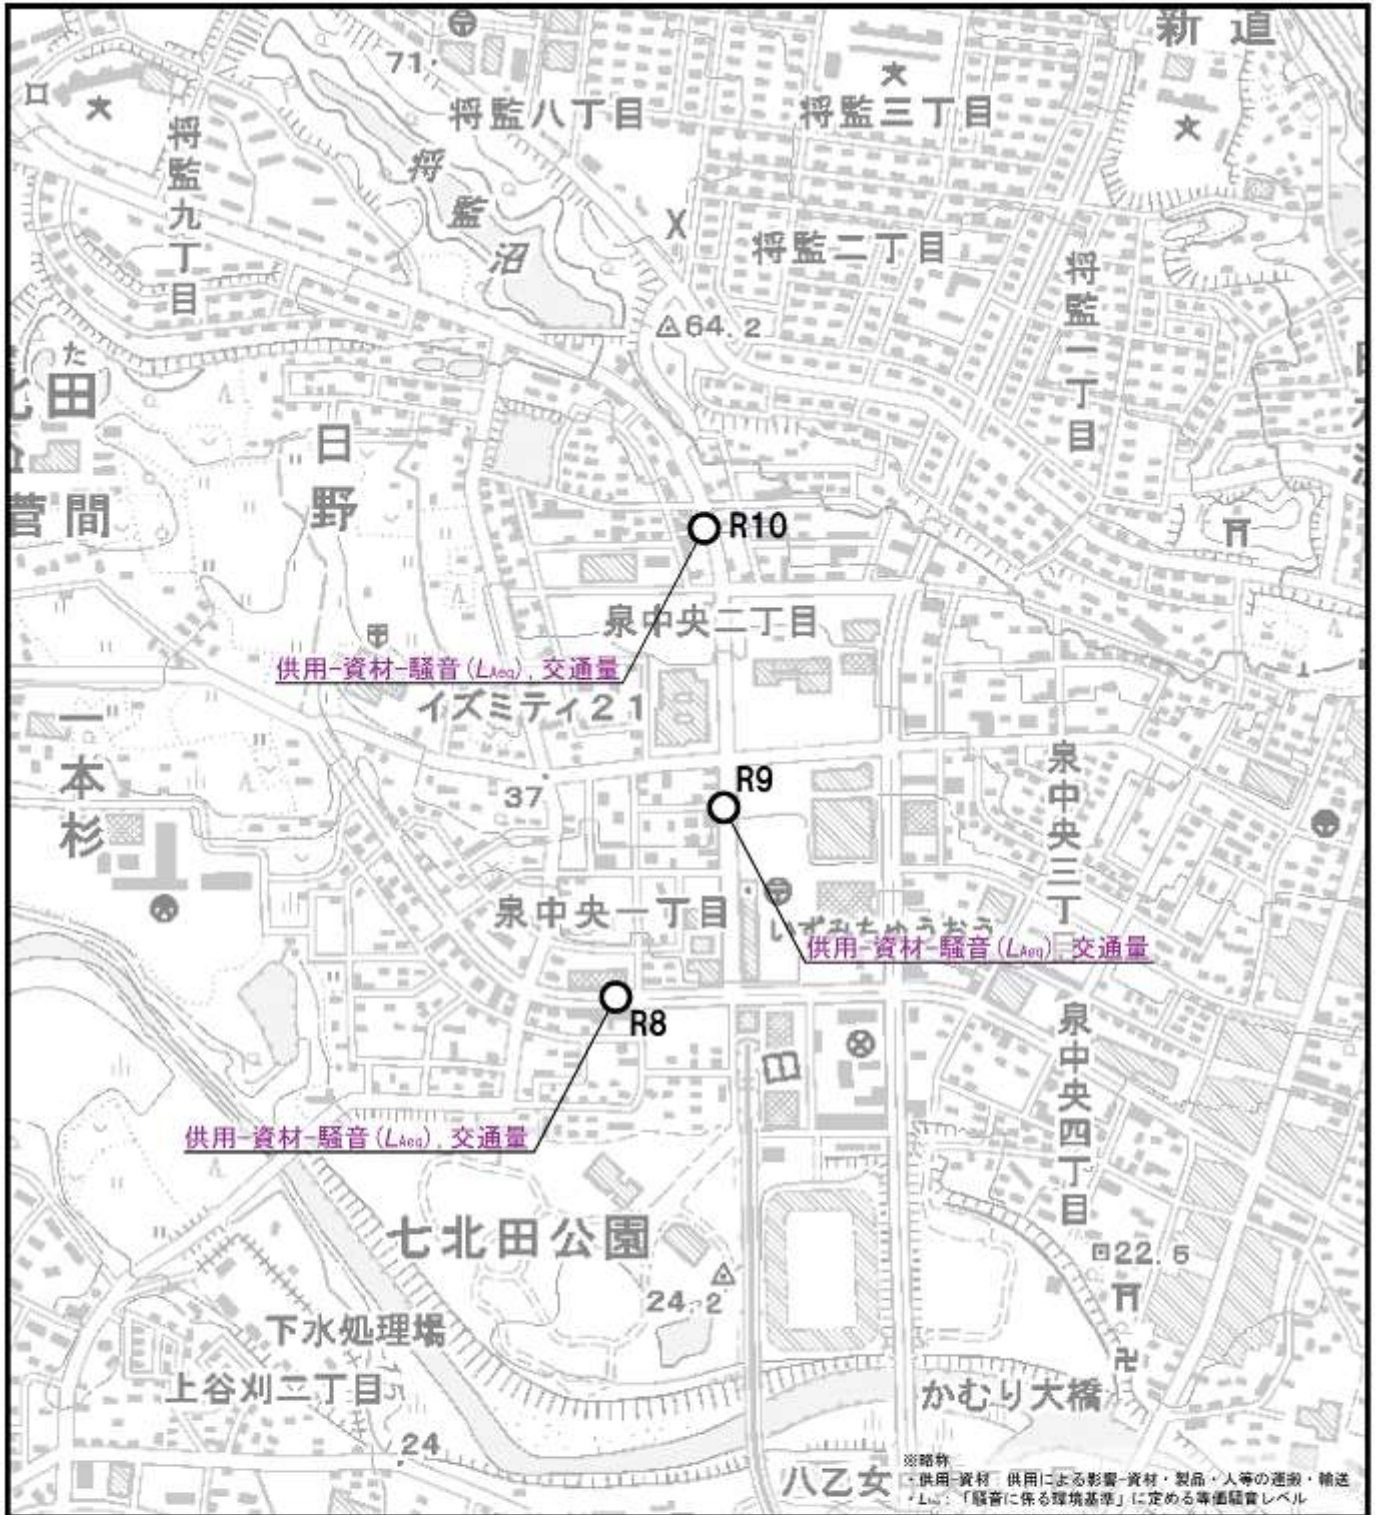 新道
71
将監八丁目
将監三丁目
将監九丁目
将監沼
将監二丁目
将監一丁目
64.2
た
田
日野
菅間
R10
泉中央二丁目
供用-資材-騒音(LAeq), 交通量
イズミティ21
一本杉
R9
37
泉中央三丁
泉中央一丁目
いずみちゅうおう
供用-資材-騒音(LAeq), 交通量
R8
泉中央四丁目
供用-資材-騒音(LAeq), 交通量
七北田公園
22.5
24.2
下水処理場
上谷刈二丁目
かむり大橋
24
八乙女
※略称
・供用-資材：供用による影響-資材・製品・人等の運搬・輸送
・LAeq：「騒音に係る環境基準」に定める等価騒音レベル